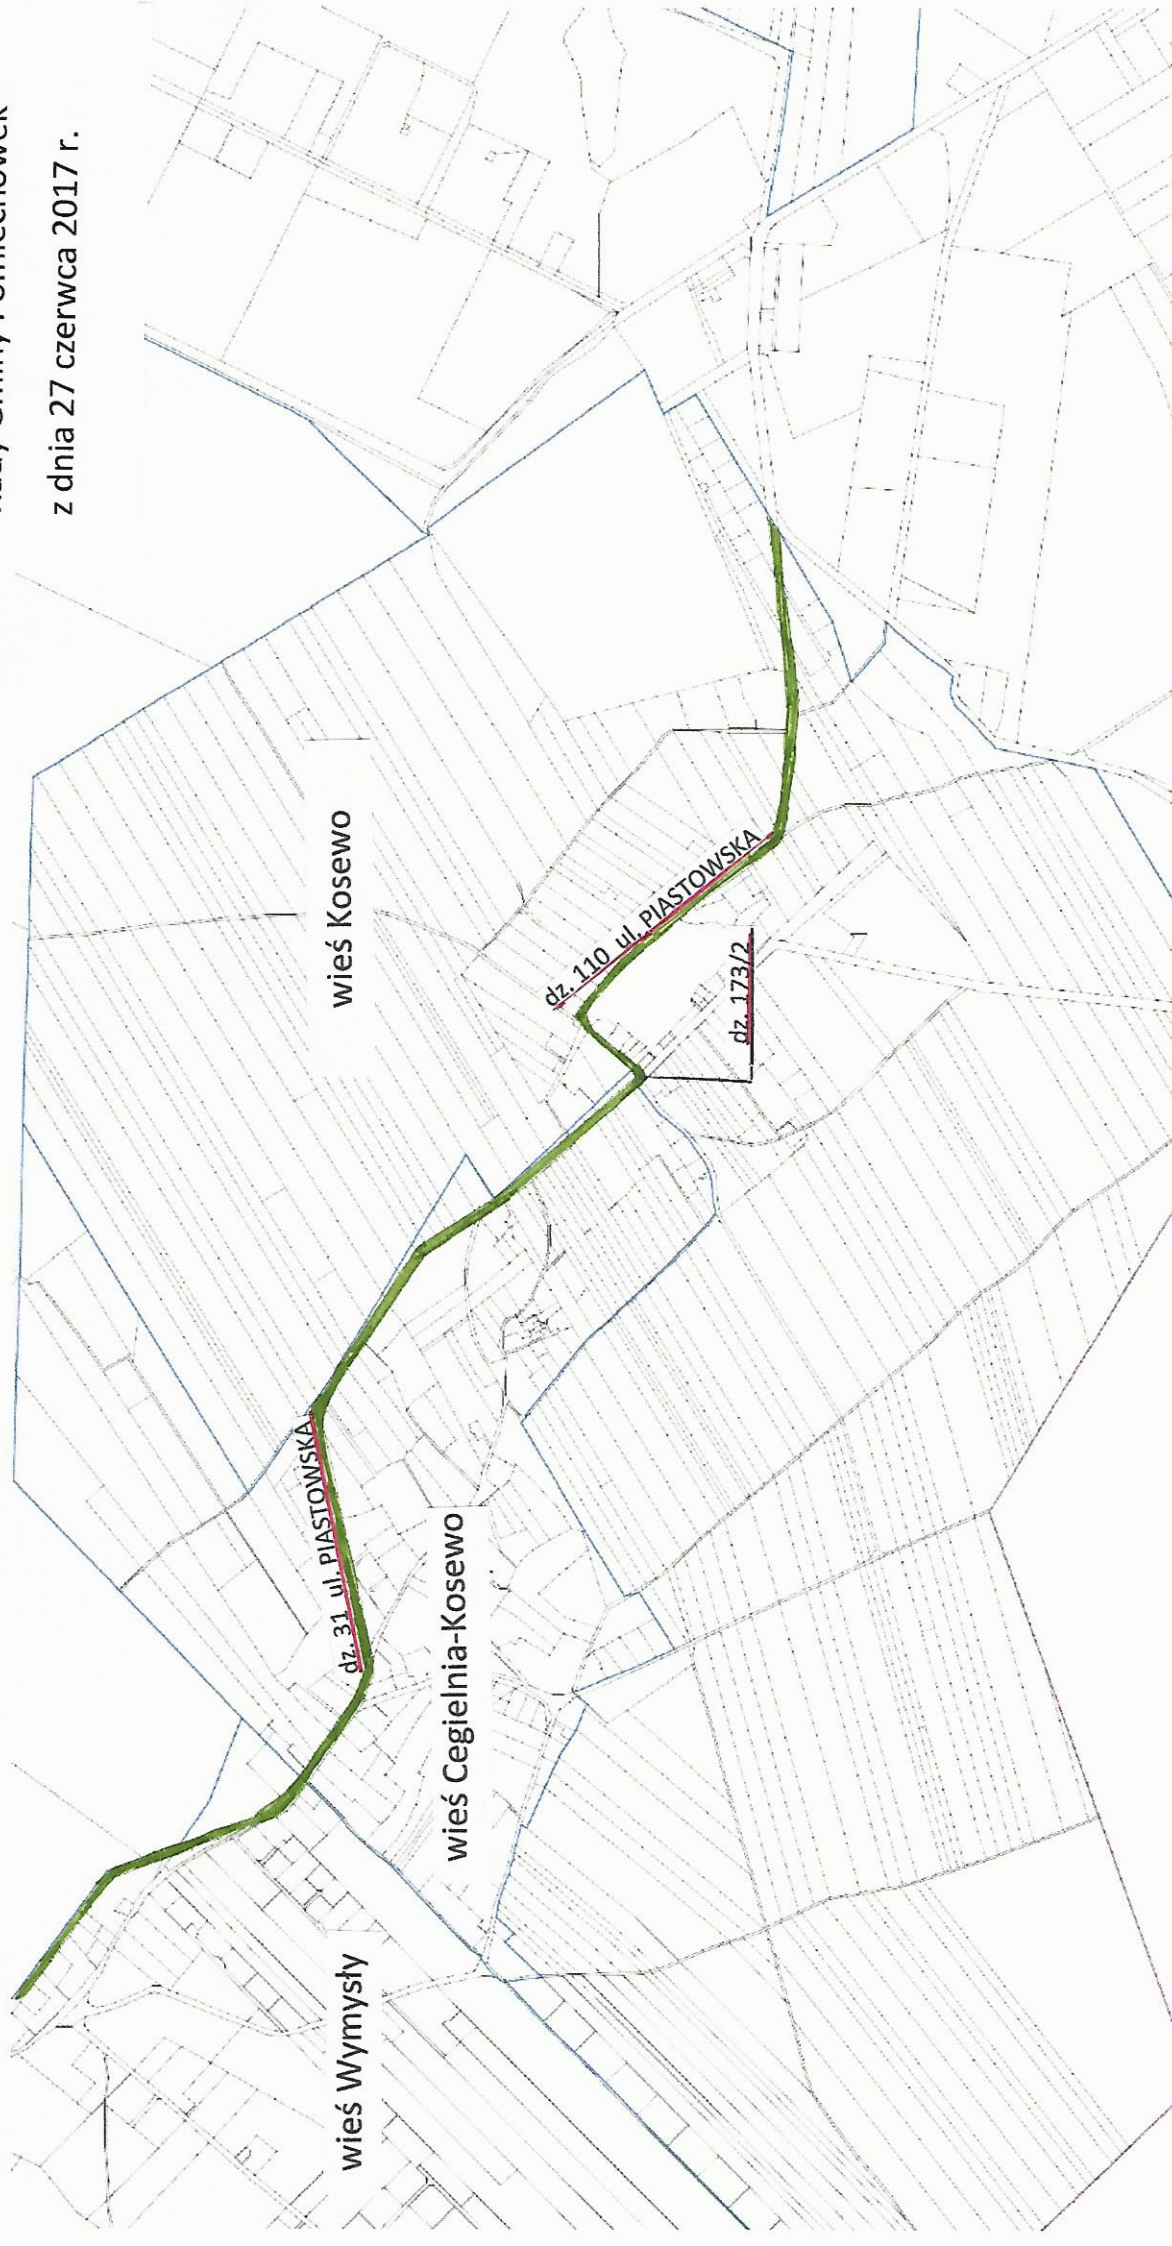 Rady Gminy Pomiechówek
z dnia 27 czerwca 2017 r.
wieś Kosewo
dz. 110 ul. PIASTOWSKA
dz. 173/2
dz. 31 ul. PIASTOWSKA
wieś Cegielnia-Kosewo
wieś Wymysły